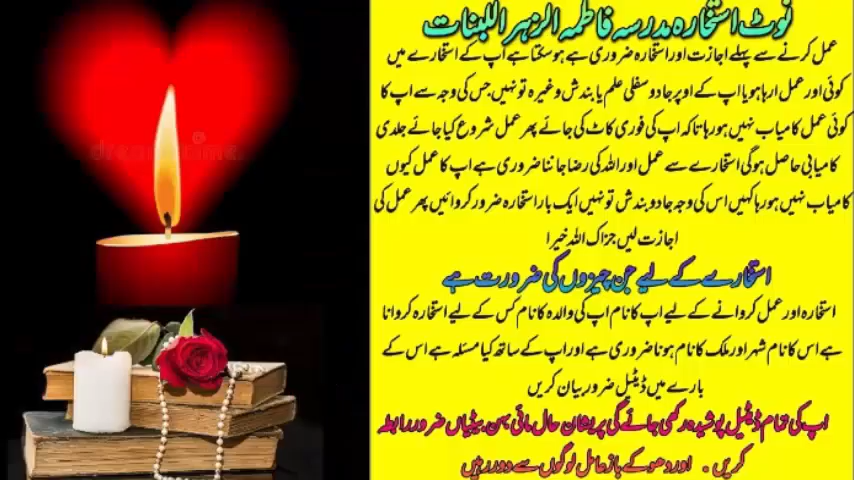 نوٹ استخارہ مدرسہ فاطمہ الزہرا للبنات
عمل کرنے سے پہلے اجازت اور استخارہ ضروری ہے ہو سکتا ہے اپ کے استخارے میں
کوئی اور عمل ارہا ہو یا اپ کے اوپر جادو سفلی علم یا بندش وغیرہ تو نہیں جس کی وجہ سے اپ کا
کوئی عمل کامیاب نہیں ہو رہا تاکہ اپ کی فوری کاٹ کی جائے پھر عمل شروع کیا جائے جلدی
کامیابی حاصل ہوگی استخارے سے عمل اور اللہ کی رضا جاننا ضروری ہے اپ کا عمل کیوں
کامیاب نہیں ہو رہا کہیں اس کی وجہ جادو بندش تو نہیں ایک بار استخارہ ضرور کروائیں پھر عمل کی
اجازت لیں جزاک اللہ خیرا
استخارے کے لیے جن چیزوں کی ضرورت ہے
استخارہ اور عمل کروانے کے لیے اپ کا نام اپ کی والدہ کا نام کس کے لیے استخارہ کروانا
ہے اس کا نام شہر اور ملک کا نام ہونا ضروری ہے اور اپ کے ساتھ کیا مسئلہ ہے اس کے
بارے میں ڈیٹیل ضرور بیان کریں
اپ کی تمام ڈیٹیل پوشیدہ رکھی جائے گی پریشان حال مائی بہن بیٹیاں ضرور رابطہ
کریں ۔ اور دھوکے باز عامل لوگوں سے دور رہیں